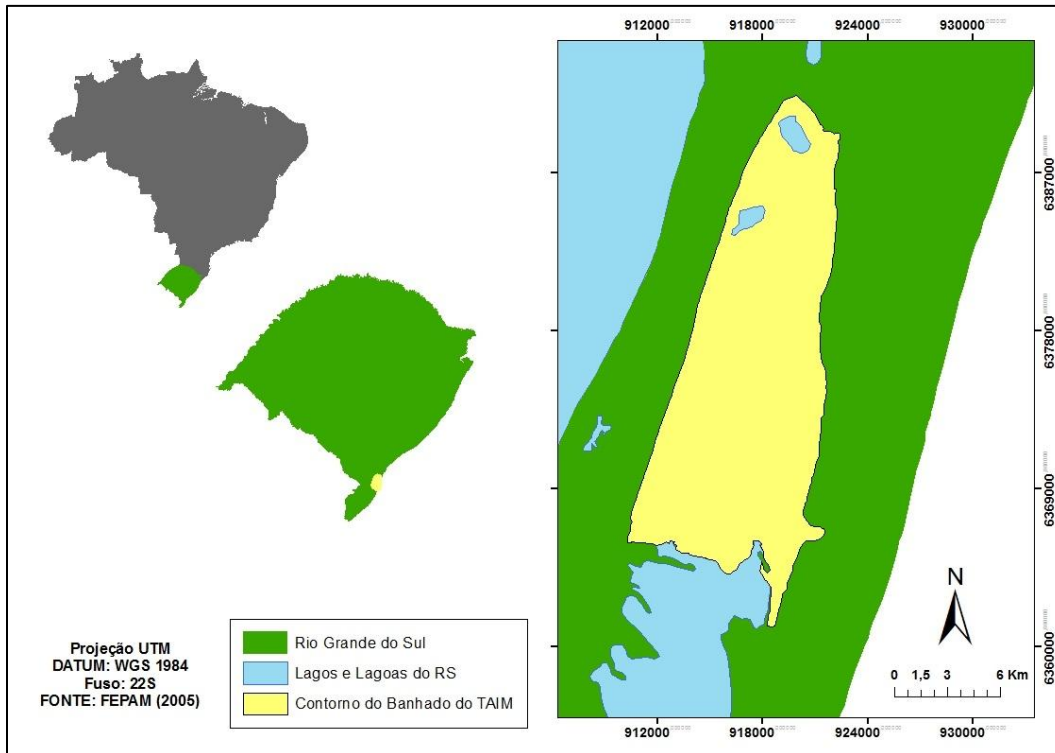 Projeção UTM
DATUM: WGS 1984
Fuso: 22S
FONTE: FEPAM (2005)
Rio Grande do Sul
Lagos e Lagoas do RS
Contorno do Banhado do TAIM
912000 918000 924000 930000
6387000
6378000
6369000
6360000
N
0 1,5 3 6 Km
912000 918000 924000 930000